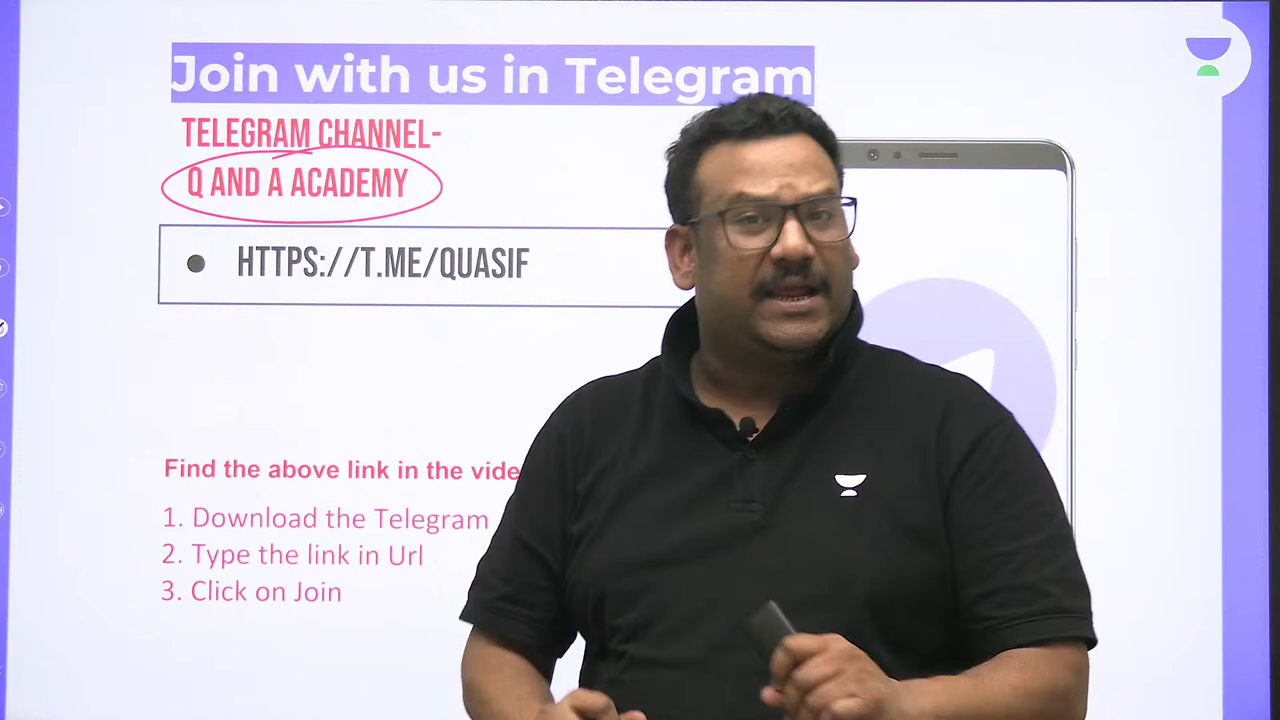 Join with us in Telegram
TELEGRAM CHANNEL-
Q AND A ACADEMY
HTTPS://T.ME/QUASIF
Find the above link in the vide
1. Download the Telegram
2. Type the link in Url
3. Click on Join